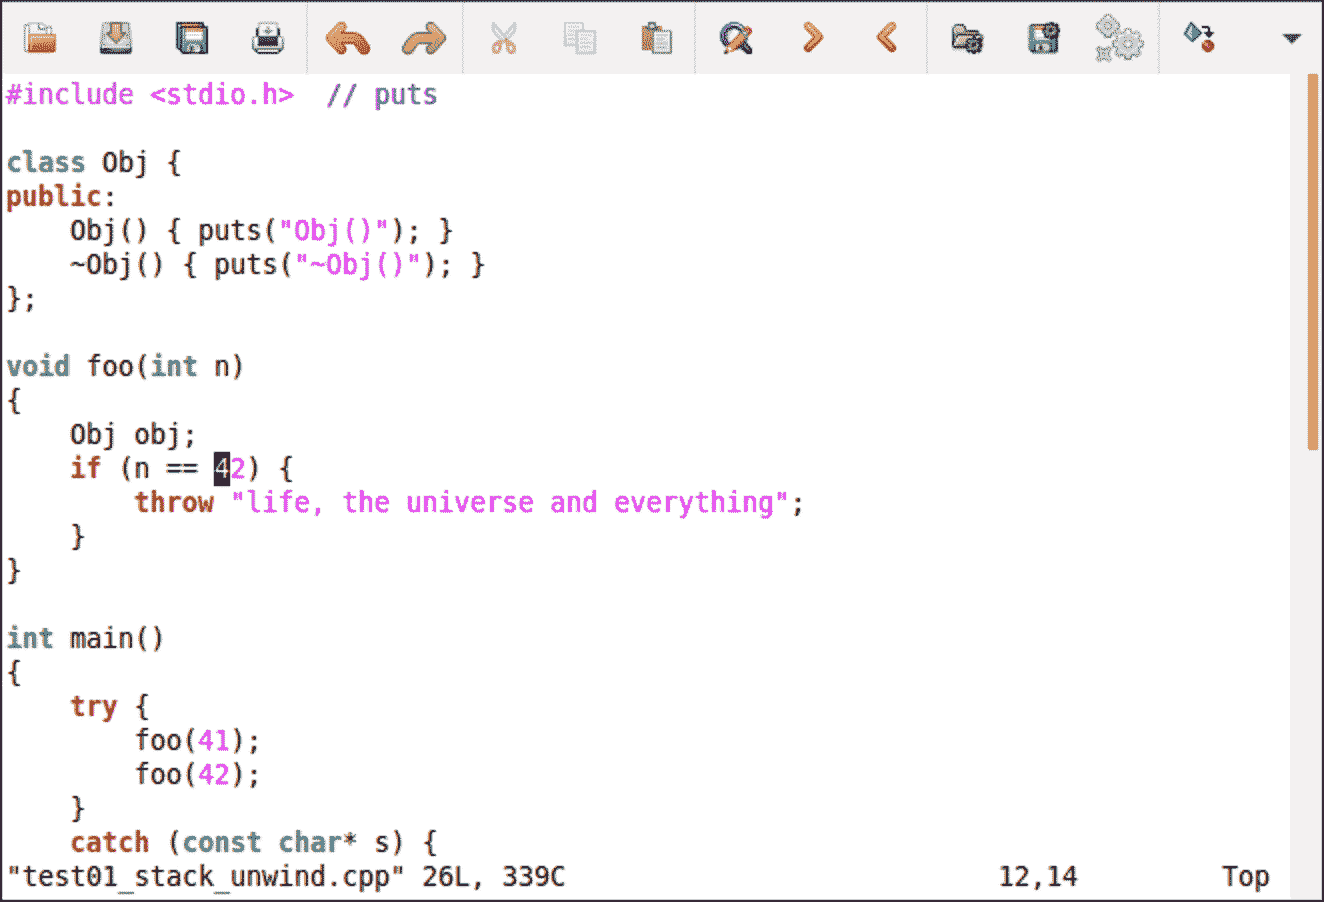 #include <stdio.h>  // puts

class Obj {
public:
    Obj() { puts("Obj()"); }
    ~Obj() { puts("~Obj()"); }
};

void foo(int n)
{
    Obj obj;
    if (n == 42) {
        throw "life, the universe and everything";
    }
}

int main()
{
    try {
        foo(41);
        foo(42);
    }
    catch (const char* s) {
"test01_stack_unwind.cpp" 26L, 339C 12,14 Top